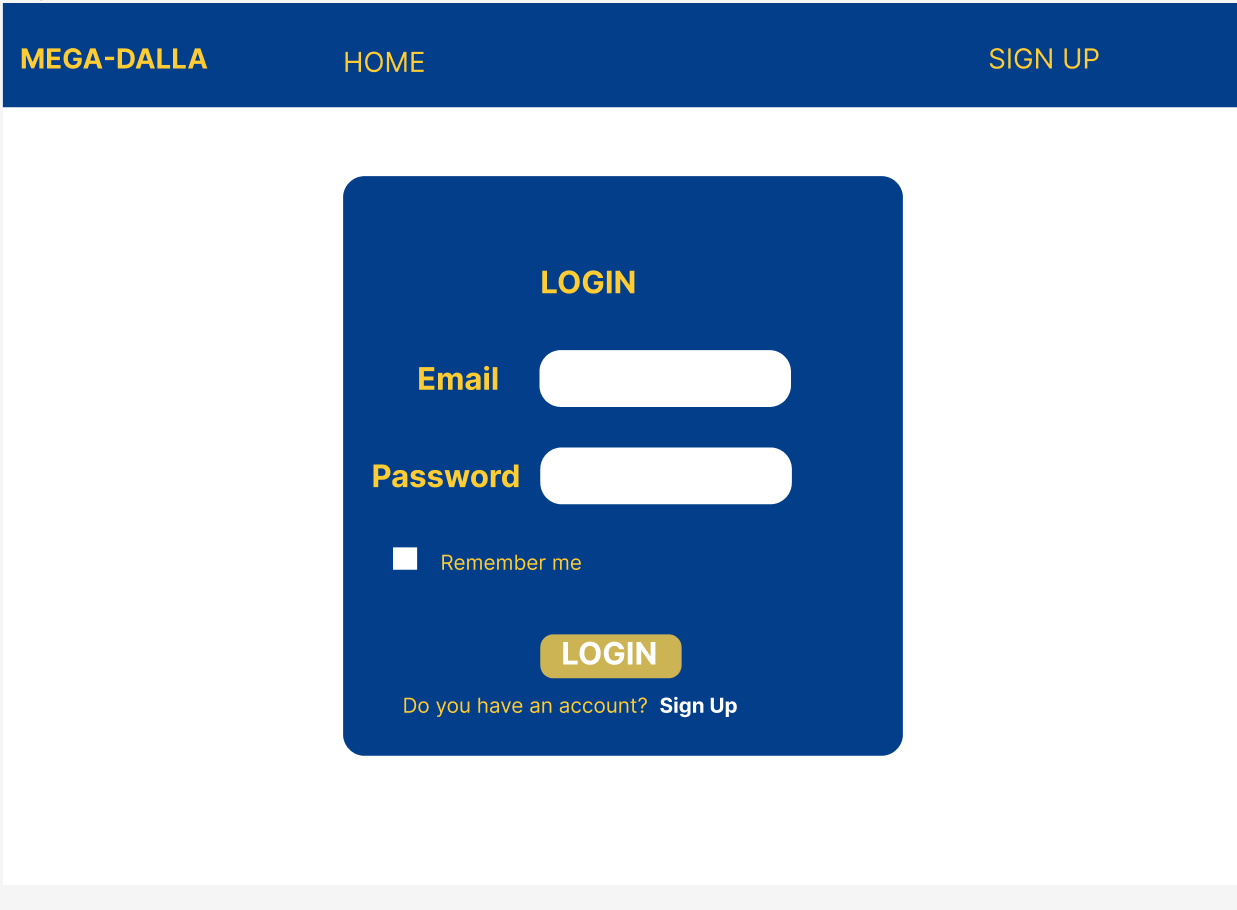 MEGA-DALLA HOME SIGN UP
LOGIN
Email
Password
Remember me
LOGIN
Do you have an account? Sign Up